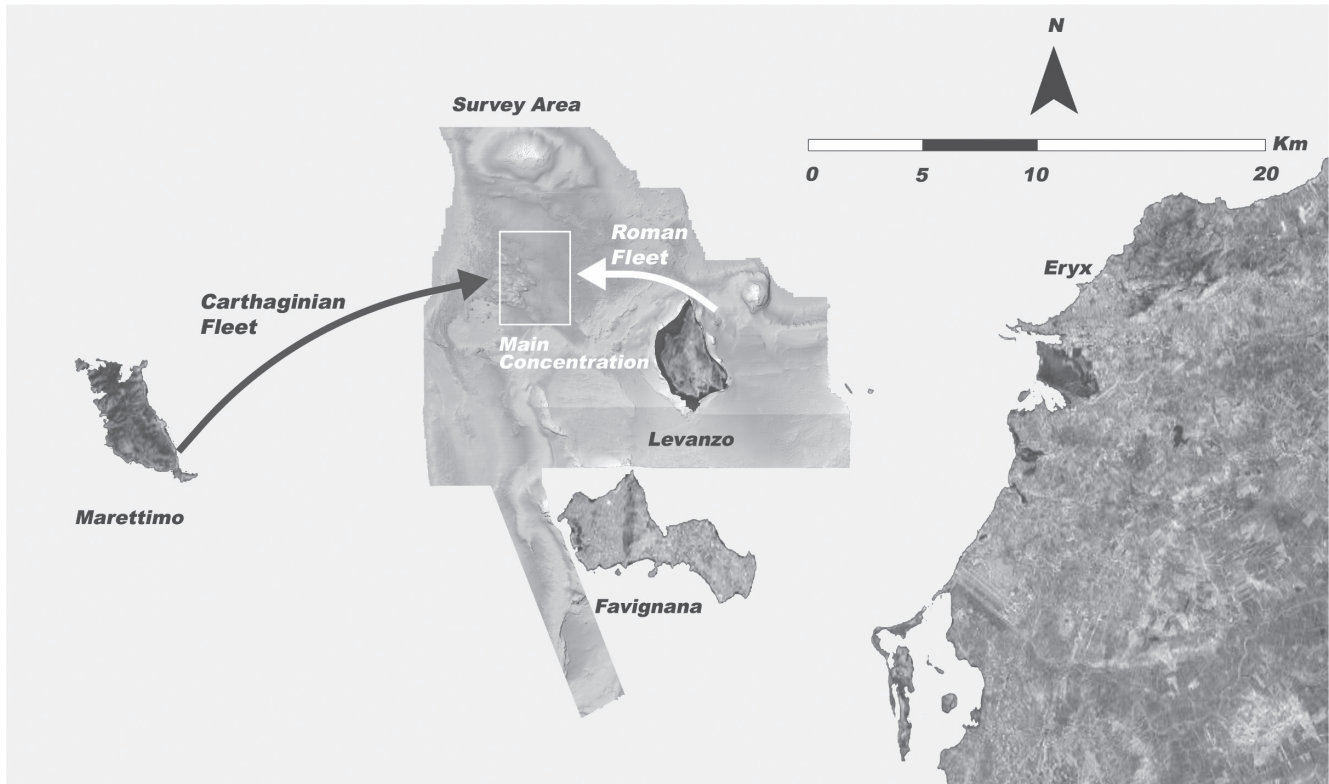 N
Survey Area
Km
0 5 10 20
Roman
Fleet
Eryx
Carthaginian
Fleet
Main
Concentration
Levanzo
Marettimo
Favignana